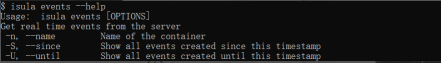 $ isula events --help
Usage:  isula events [OPTIONS]
Get real time events from the server
-n, --name          Name of the container
-S, --since         Show all events created since this timestamp
-U, --until         Show all events created until this timestamp